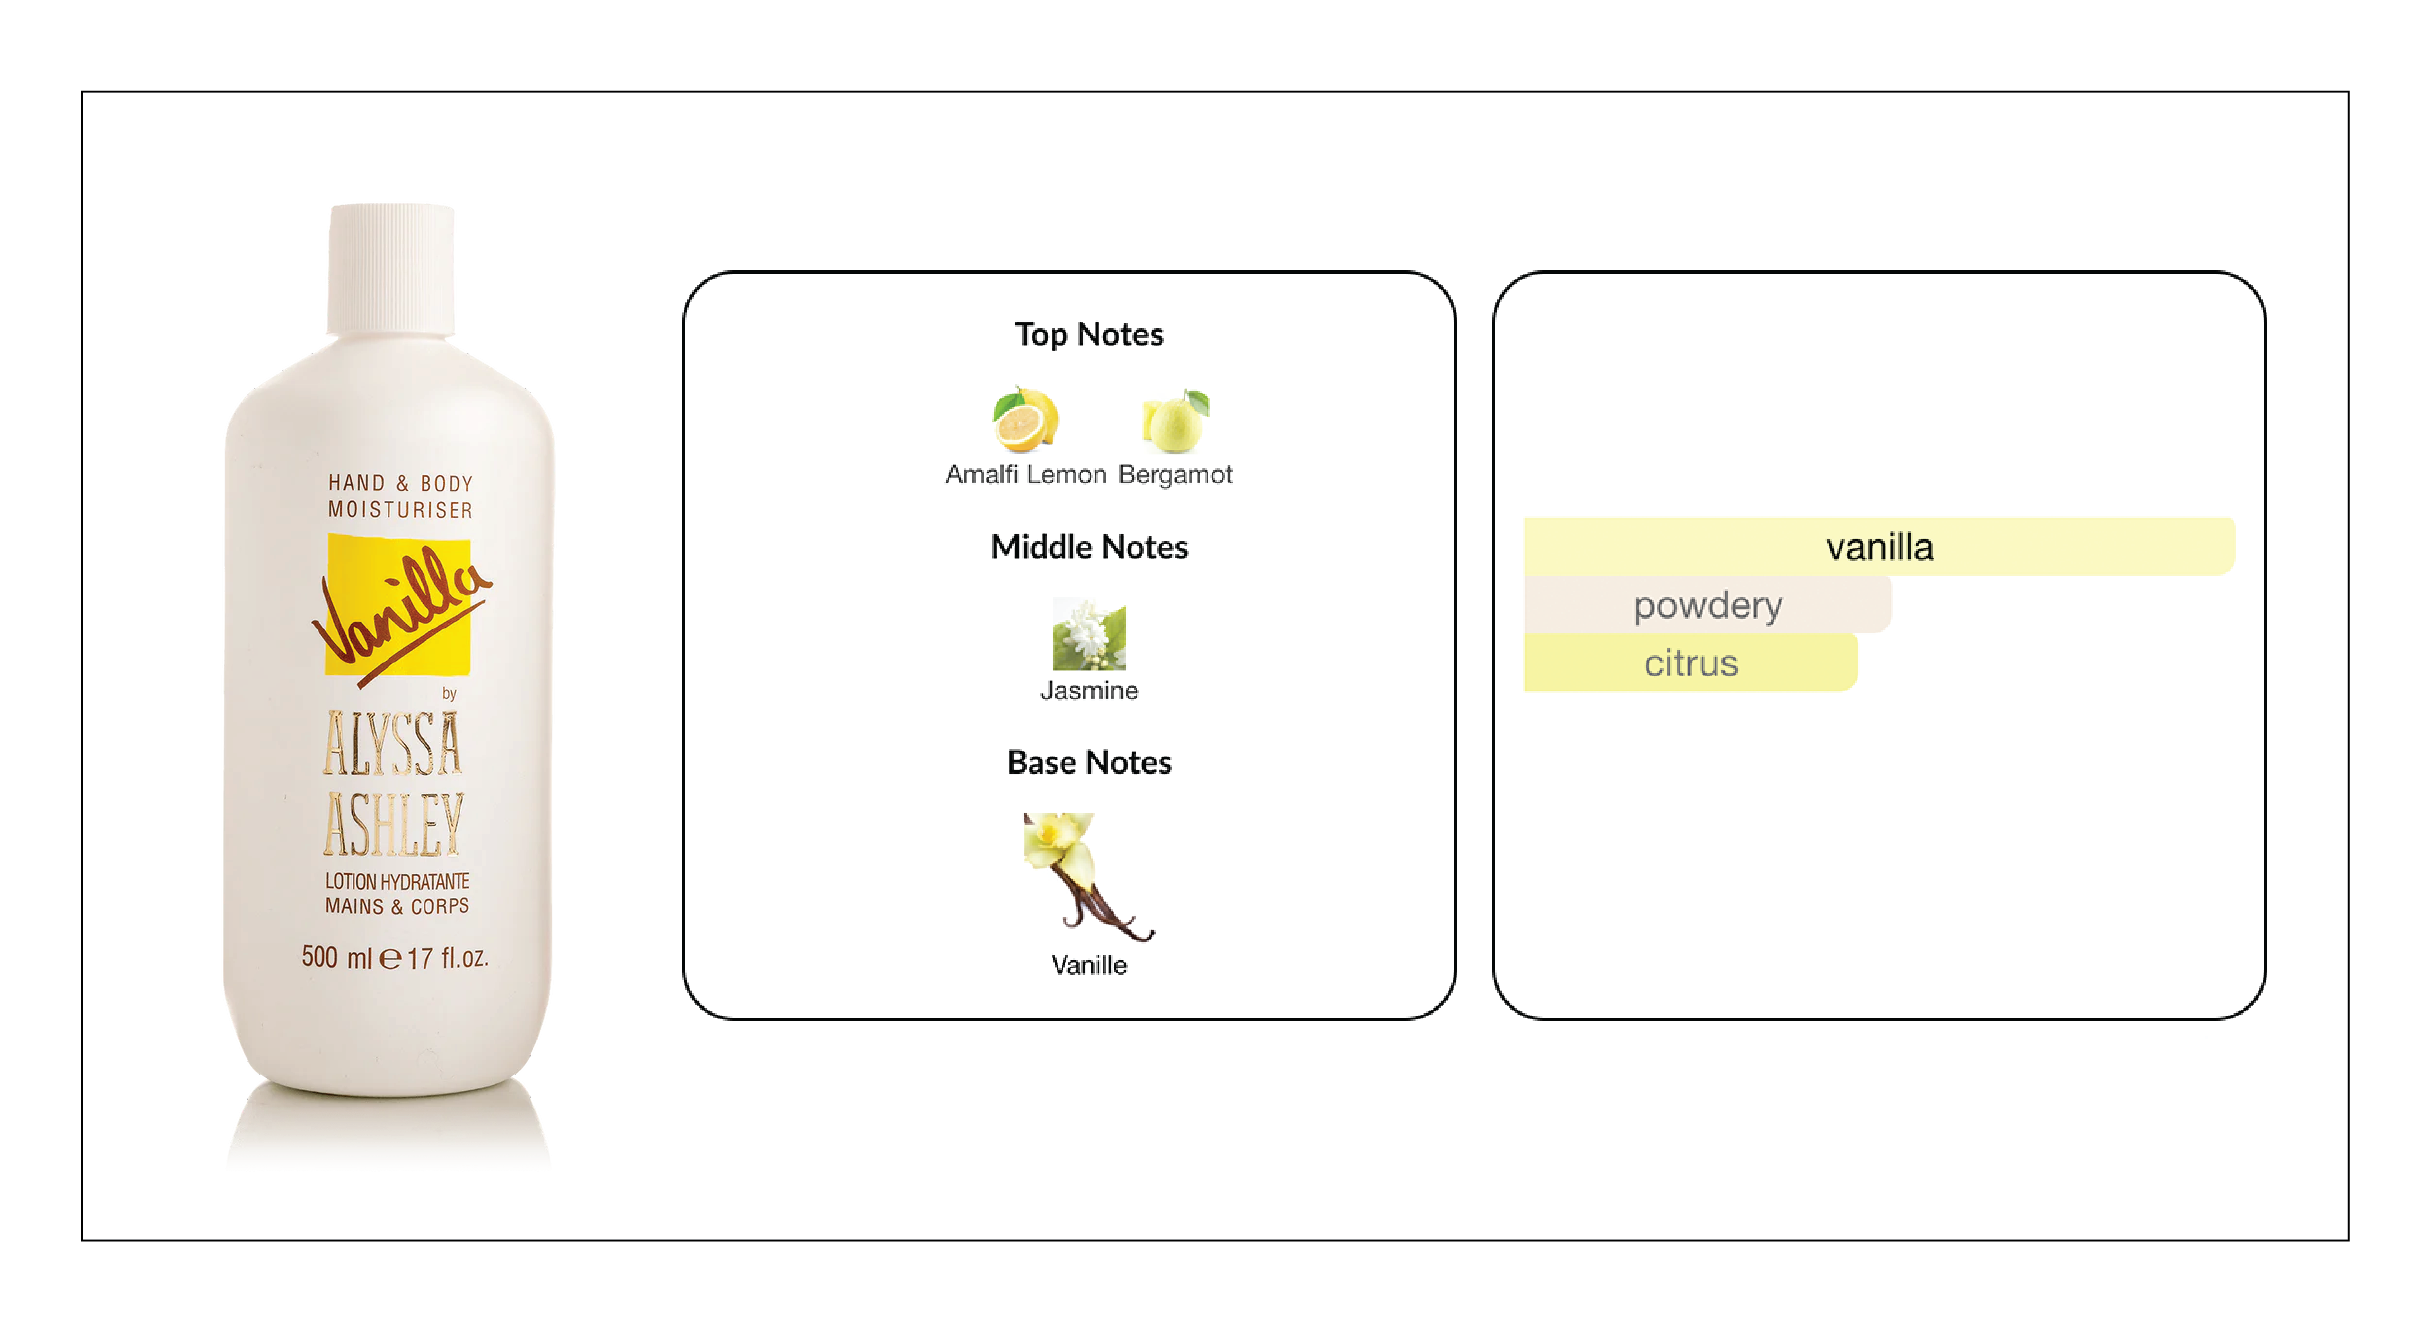 HAND & BODY
MOISTURISER
Vanilla
by
ALYSSA
ASHLEY
LOTION HYDRATANTE
MAINS & CORPS
500 ml ℮ 17 fl.oz.
Top Notes
Amalfi Lemon Bergamot
Middle Notes
Jasmine
Base Notes
Vanille
vanilla
powdery
citrus